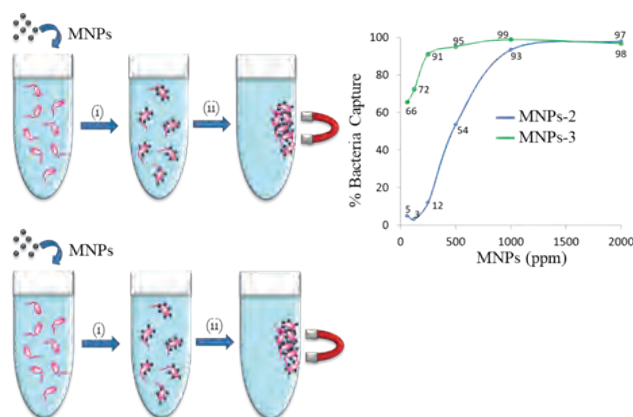 MNPs
(i)
(ii)
% Bacteria Capture
100
80
60
40
20
0
66
72
91
95
99
97
98
93
54
12
5
3
MNPs-2
MNPs-3
0
500
1000
1500
2000
MNPs (ppm)
MNPs
(i)
(ii)